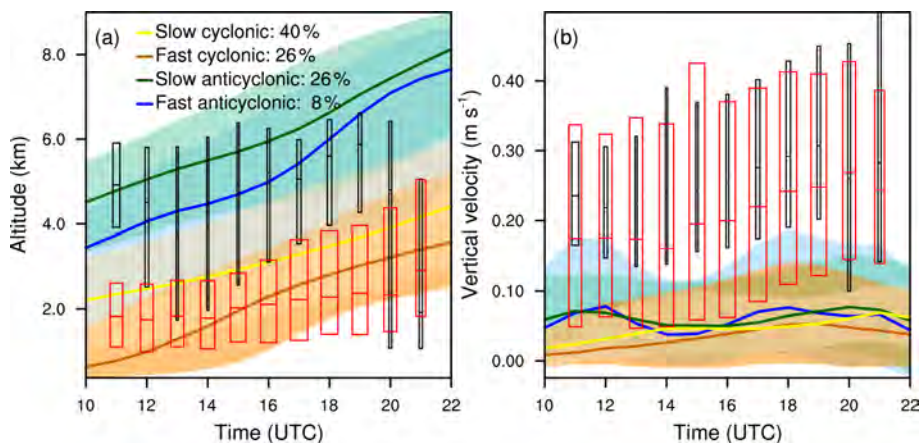 (a)
Slow cyclonic: 40 %
Fast cyclonic: 26 %
Slow anticyclonic: 26 %
Fast anticyclonic: 8 %
8.0
6.0
4.0
2.0
Altitude (km)
10 12 14 16 18 20 22
Time (UTC)
(b)
0.40
0.30
0.20
0.10
0.00
Vertical velocity (m s⁻¹)
10 12 14 16 18 20 22
Time (UTC)